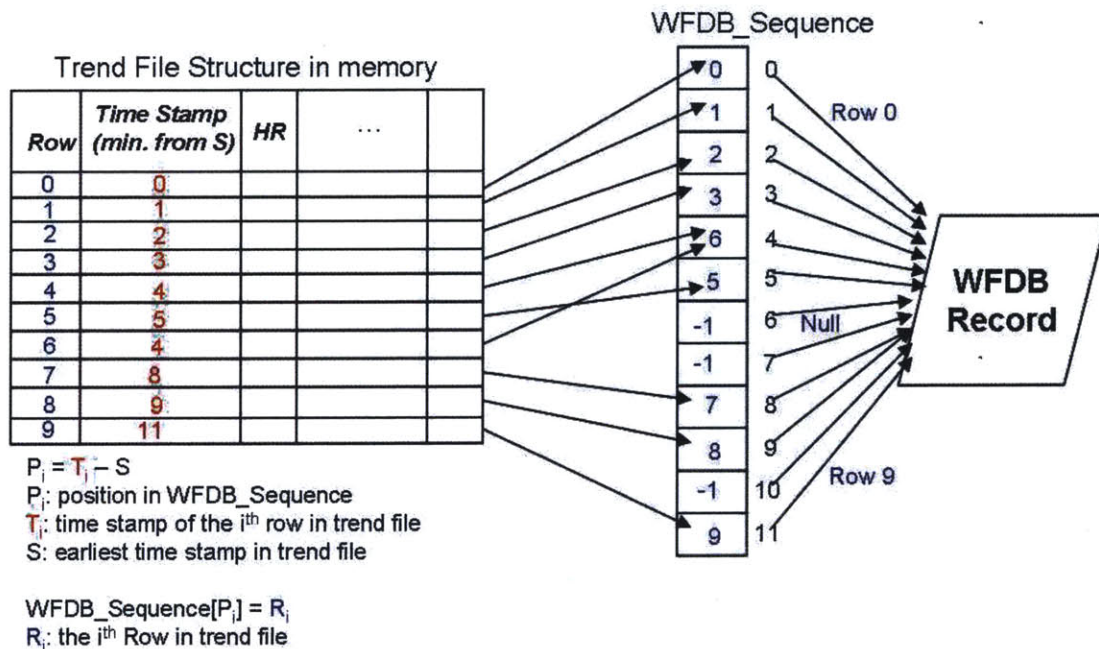 WFDB_Sequence
Trend File Structure in memory
Row Time Stamp (min. from S) HR ...
0 0
1 1
2 2
3 3
4 4
5 5
6 4
7 8
8 9
9 11
0 0
1 1
2 2
3 3
6 4
5 5
-1 6
-1 7
7 8
8 9
-1 10
9 11
Row 0
Null
Row 9
WFDB
Record
Pᵢ = Tᵢ – S
Pᵢ: position in WFDB_Sequence
Tᵢ: time stamp of the iᵗʰ row in trend file
S: earliest time stamp in trend file
WFDB_Sequence[Pᵢ] = Rᵢ
Rᵢ: the iᵗʰ Row in trend file